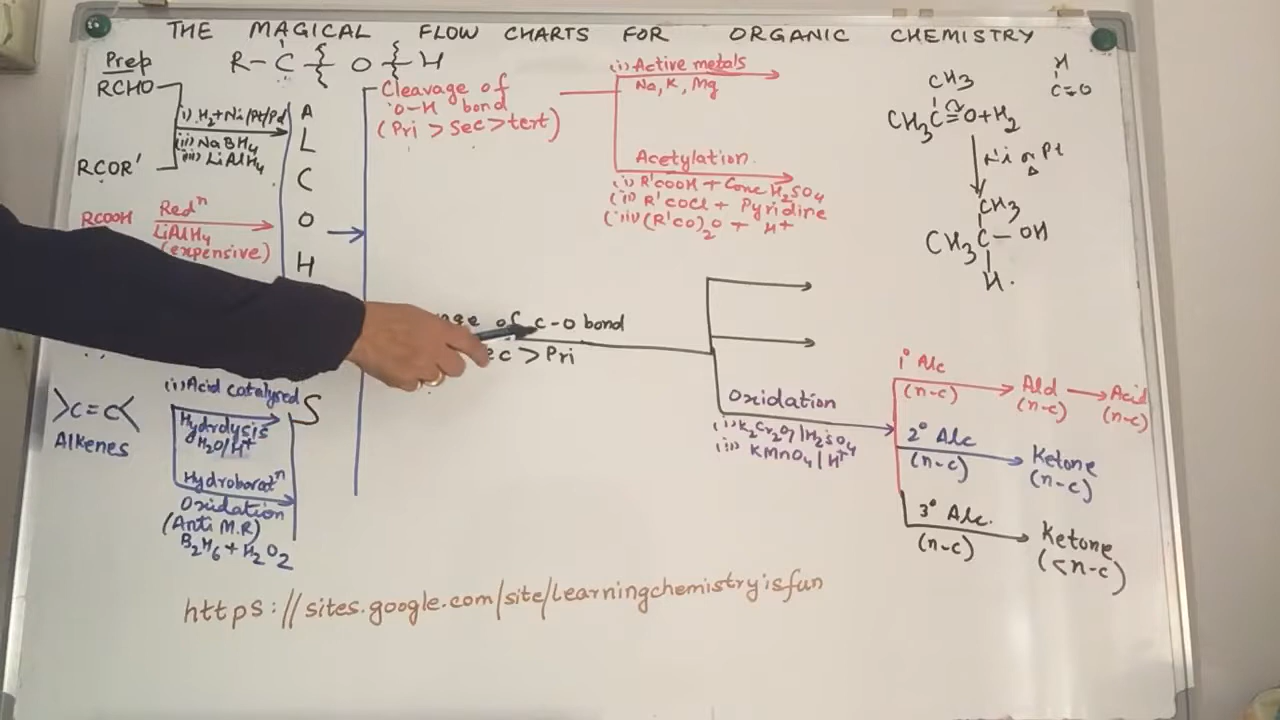 THE MAGICAL FLOW CHARTS FOR ORGANIC CHEMISTRY
Prep
RCHO
i) H2+Ni/Pt/Pd
(ii) NaBH4
(iii) LiAlH4
RCOR'
RCOOH
Redⁿ
LiAlH4
(expensive)
>C=C<
Alkenes
(i) Acid catalysed
Hydrolysis
H2O/H+
Hydroboratⁿ
Oxidation
(Anti M.R)
B2H6 + H2O2
A
L
C
O
H
S
R-C-O-H
Cleavage of
O-H bond
(Pri > Sec > tert)
(i) Active metals
Na, K, Mg
Acetylation.
(i) R'COOH + Conc H2SO4
(ii) R'COCl + Pyridine
(iii) (R'CO)2O + H+
of C-O bond
> Pri
Oxidation
(i) K2Cr2O7/H2SO4
(ii) KMnO4/H+
1° Alc
(n-c)
Ald
(n-c)
Acid
(n-c)
2° Alc
(n-c)
Ketone
(n-c)
3° Alc.
(n-c)
Ketone
(<n-c)
H
C=O
CH3
CH3C=O+H2
Ni or Pt
Δ
CH3
CH3C-OH
H.
https://sites.google.com/site/learningchemistryisfun